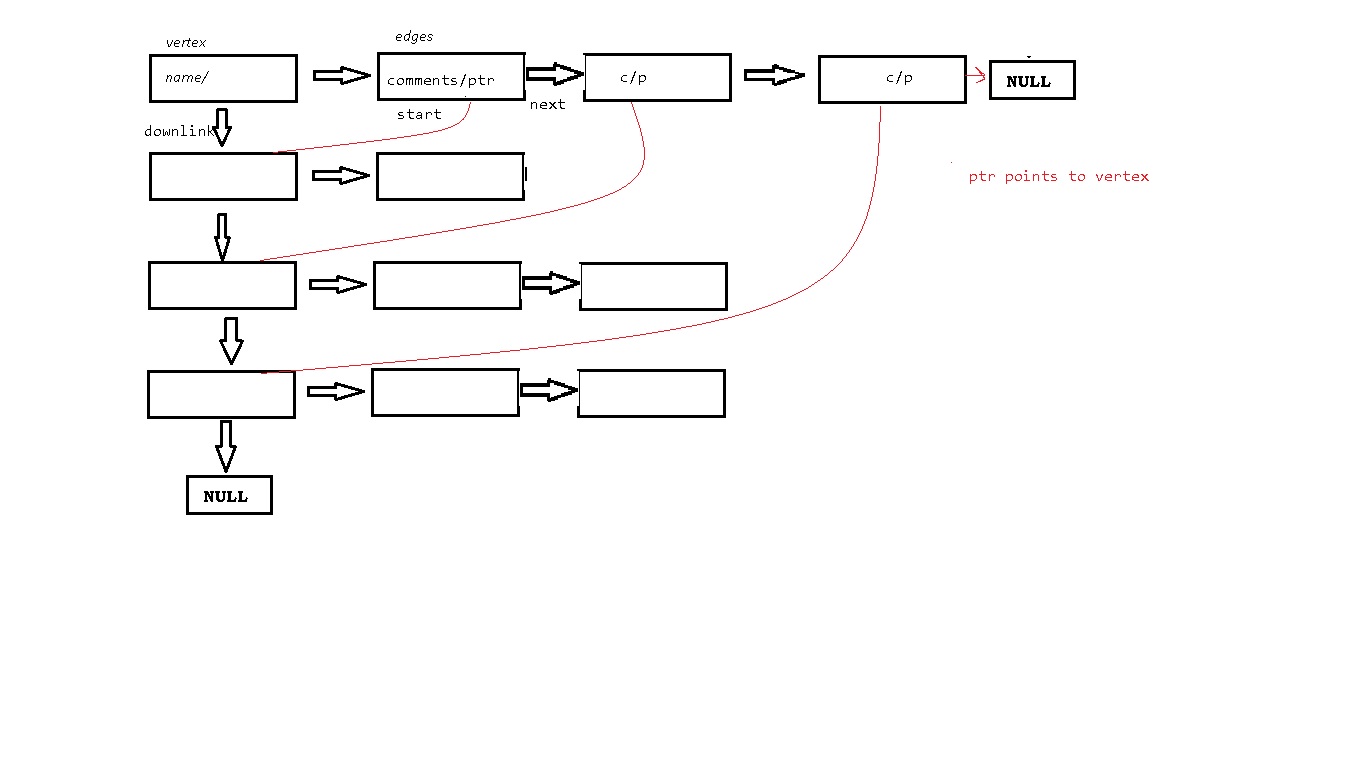 vertex
edges
name/
comments/ptr
c/p
c/p
NULL
next
start
downlink
ptr points to vertex
NULL